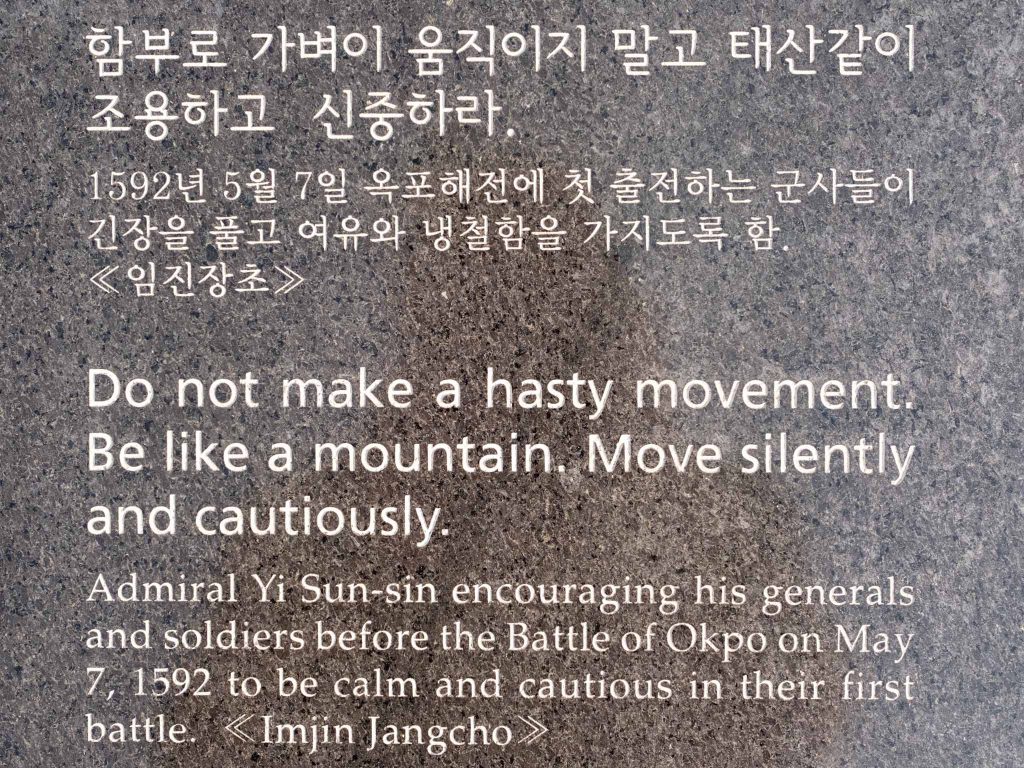 함부로 가벼이 움직이지 말고 태산같이
조용하고 신중하라.
1592년 5월 7일 옥포해전에 첫 출전하는 군사들이
긴장을 풀고 여유와 냉철함을 가지도록 함.
≪임진장초≫
Do not make a hasty movement.
Be like a mountain. Move silently
and cautiously.
Admiral Yi Sun-sin encouraging his generals
and soldiers before the Battle of Okpo on May
7, 1592 to be calm and cautious in their first
battle. ≪Imjin Jangcho≫